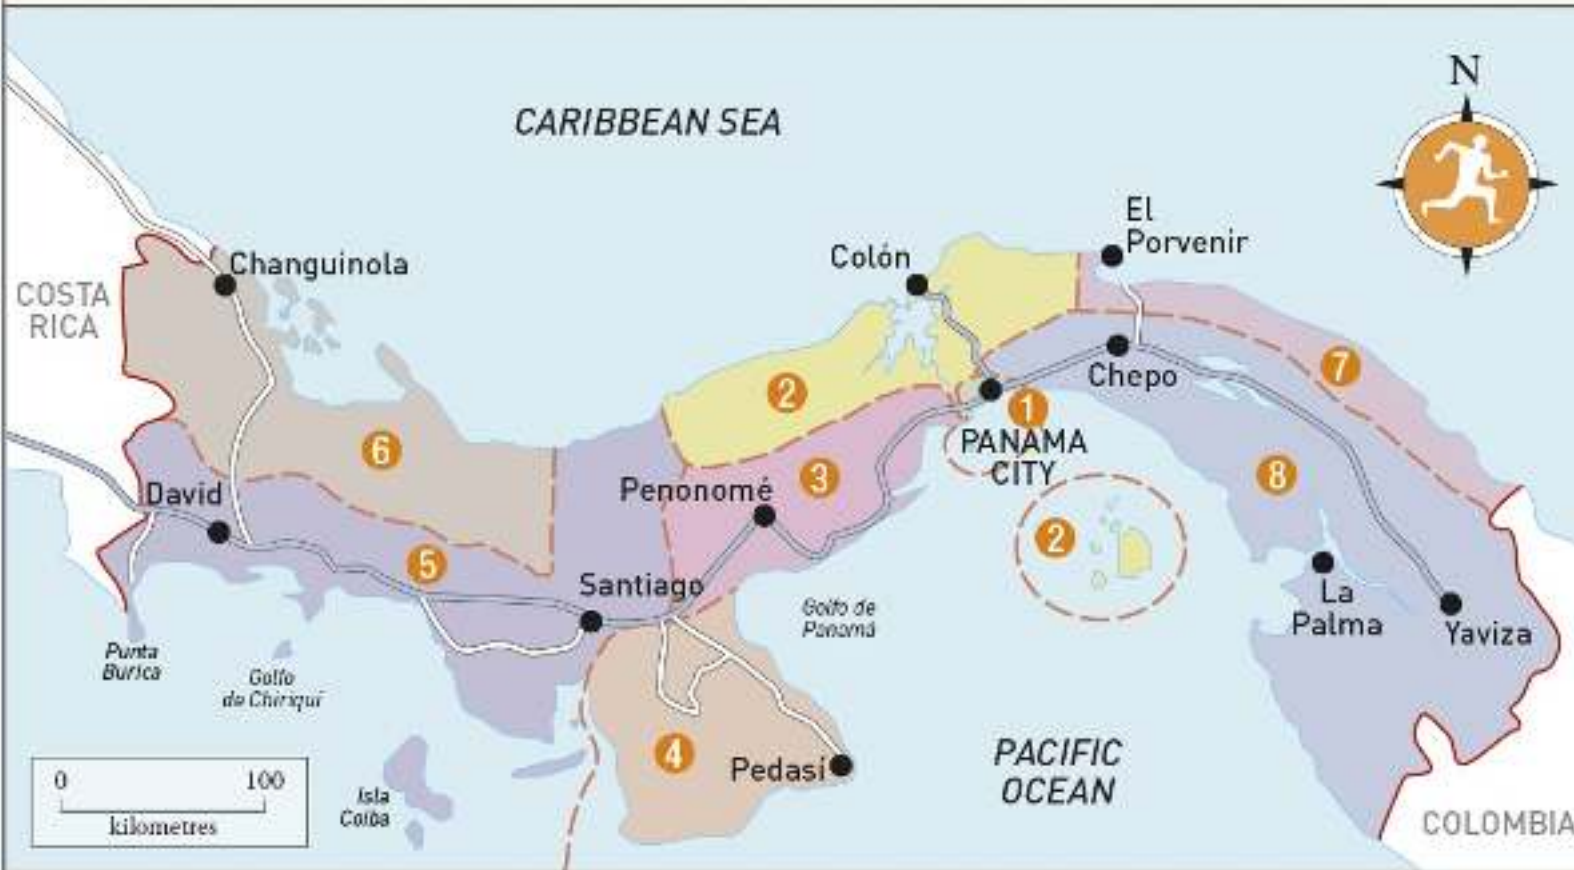 N
CARIBBEAN SEA
El
Porvenir
Colón
Changuinola
COSTA
RICA
7
Chepo
2
1
PANAMA
CITY
6
3
8
David
Penonomé
2
5
Santiago
La
Palma
Golfo de
Panamá
Yaviza
Punta
Burica
Golfo
de Chiriquí
4
Pedasí
PACIFIC
OCEAN
0 100
kilometres
Isla
Coiba
COLOMBIA